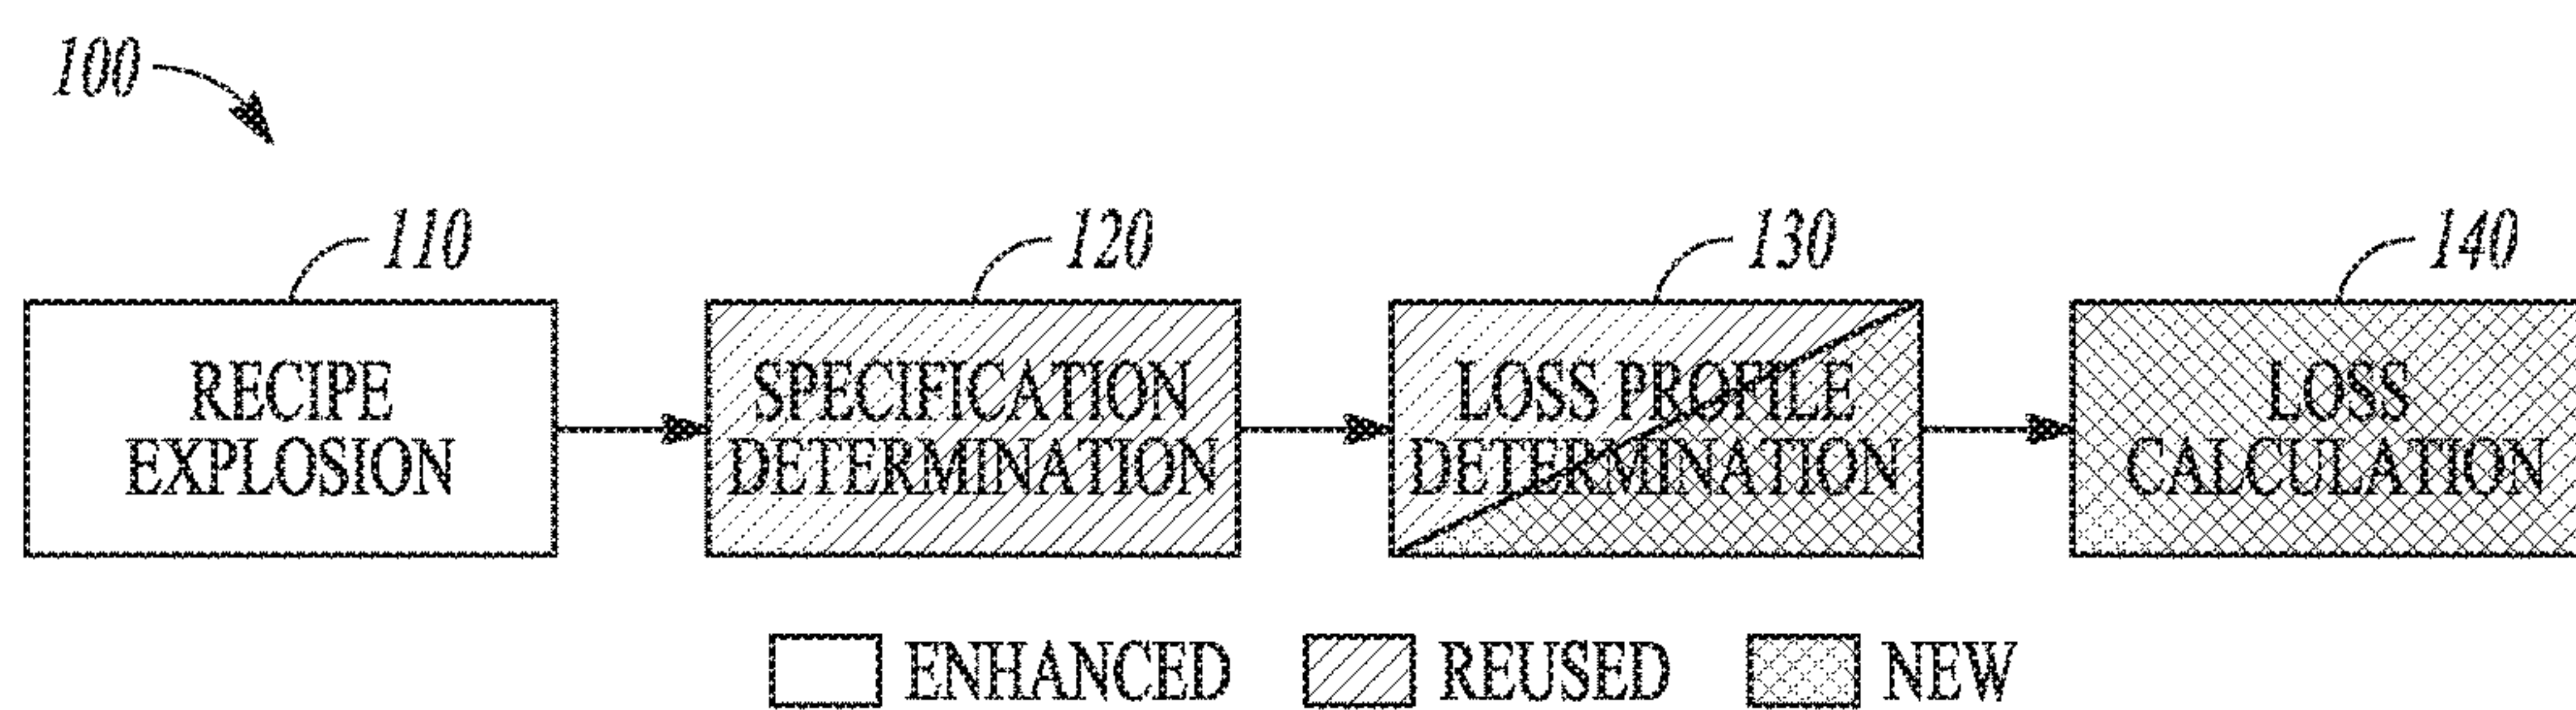 100
110
120
130
140
RECIPE
EXPLOSION
SPECIFICATION
DETERMINATION
LOSS PROFILE
DETERMINATION
LOSS
CALCULATION
ENHANCED
REUSED
NEW